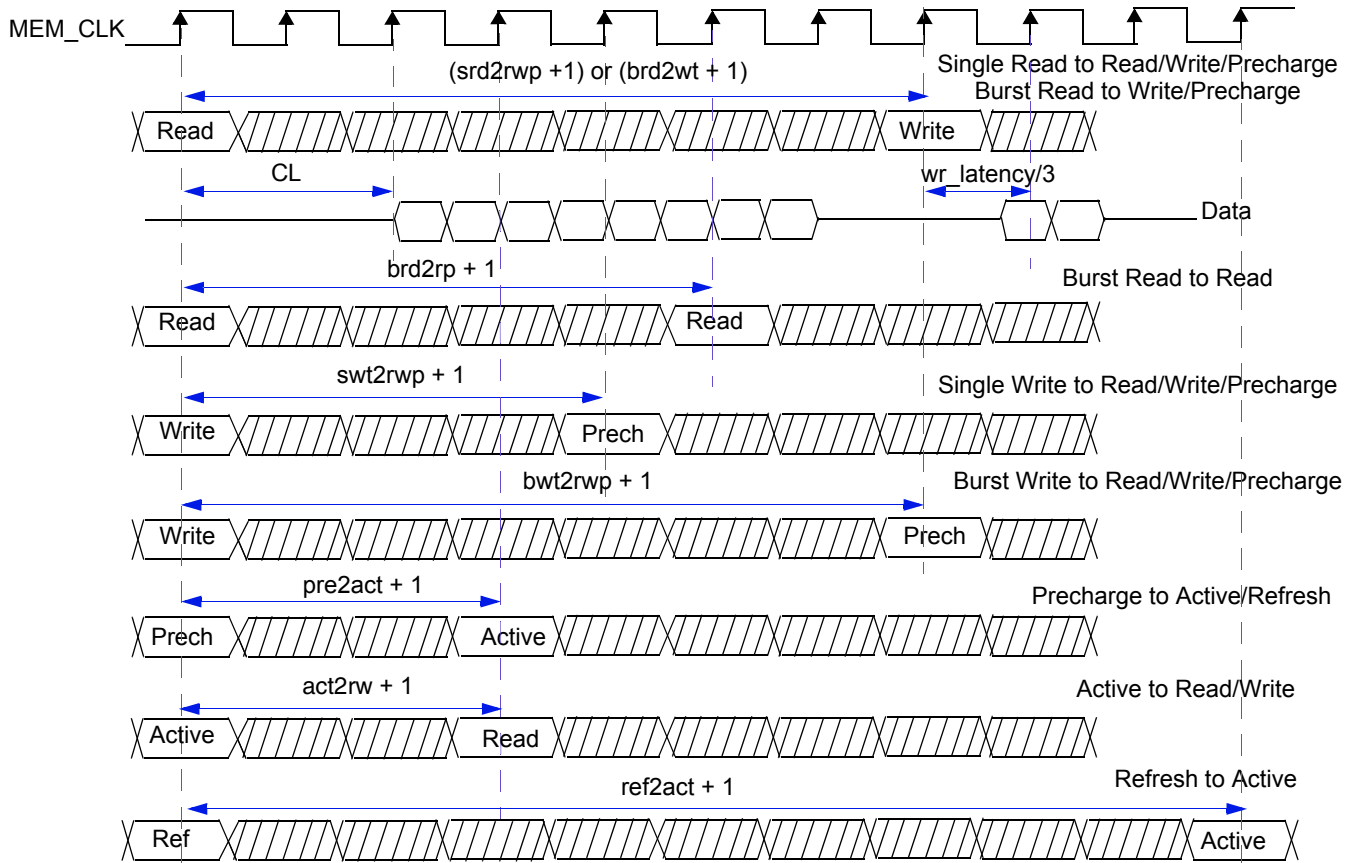 MEM_CLK
(srd2rwp +1) or (brd2wt + 1)
Single Read to Read/Write/Precharge
Burst Read to Write/Precharge
Read
Write
CL
wr_latency/3
Data
brd2rp + 1
Burst Read to Read
Read
Read
swt2rwp + 1
Single Write to Read/Write/Precharge
Write
Prech
bwt2rwp + 1
Burst Write to Read/Write/Precharge
Write
Prech
pre2act + 1
Precharge to Active/Refresh
Prech
Active
act2rw + 1
Active to Read/Write
Active
Read
ref2act + 1
Refresh to Active
Ref
Active